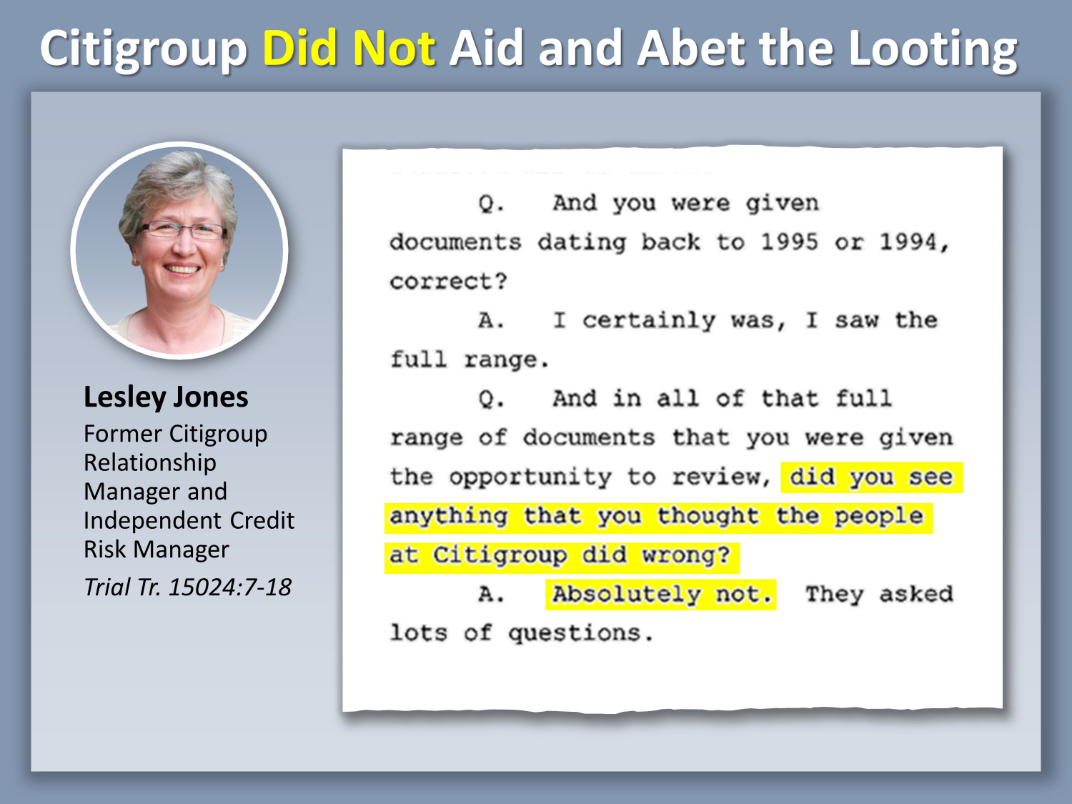 Citigroup Did Not Aid and Abet the Looting
Lesley Jones
Former Citigroup
Relationship
Manager and
Independent Credit
Risk Manager
Trial Tr. 15024:7-18
Q. And you were given
documents dating back to 1995 or 1994,
correct?
A. I certainly was, I saw the
full range.
Q. And in all of that full
range of documents that you were given
the opportunity to review, did you see
anything that you thought the people
at Citigroup did wrong?
A. Absolutely not. They asked
lots of questions.